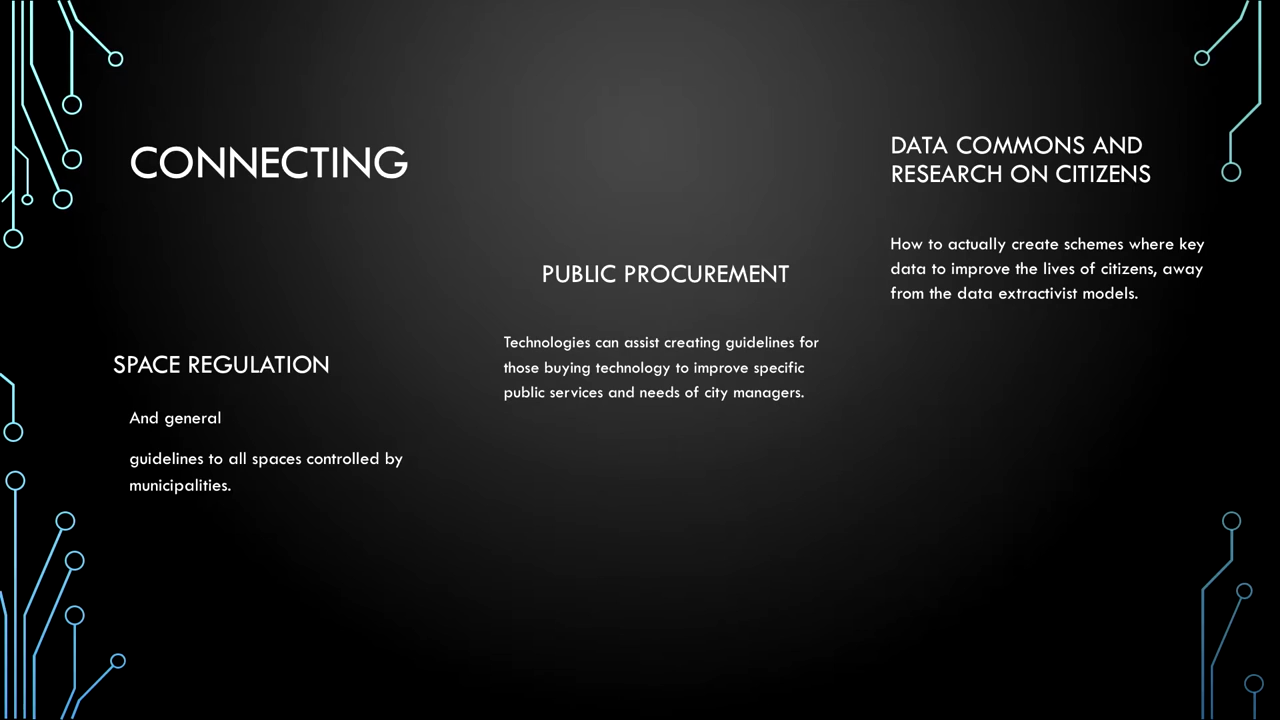 CONNECTING
SPACE REGULATION
And general
guidelines to all spaces controlled by
municipalities.
PUBLIC PROCUREMENT
Technologies can assist creating guidelines for
those buying technology to improve specific
public services and needs of city managers.
DATA COMMONS AND
RESEARCH ON CITIZENS
How to actually create schemes where key
data to improve the lives of citizens, away
from the data extractivist models.